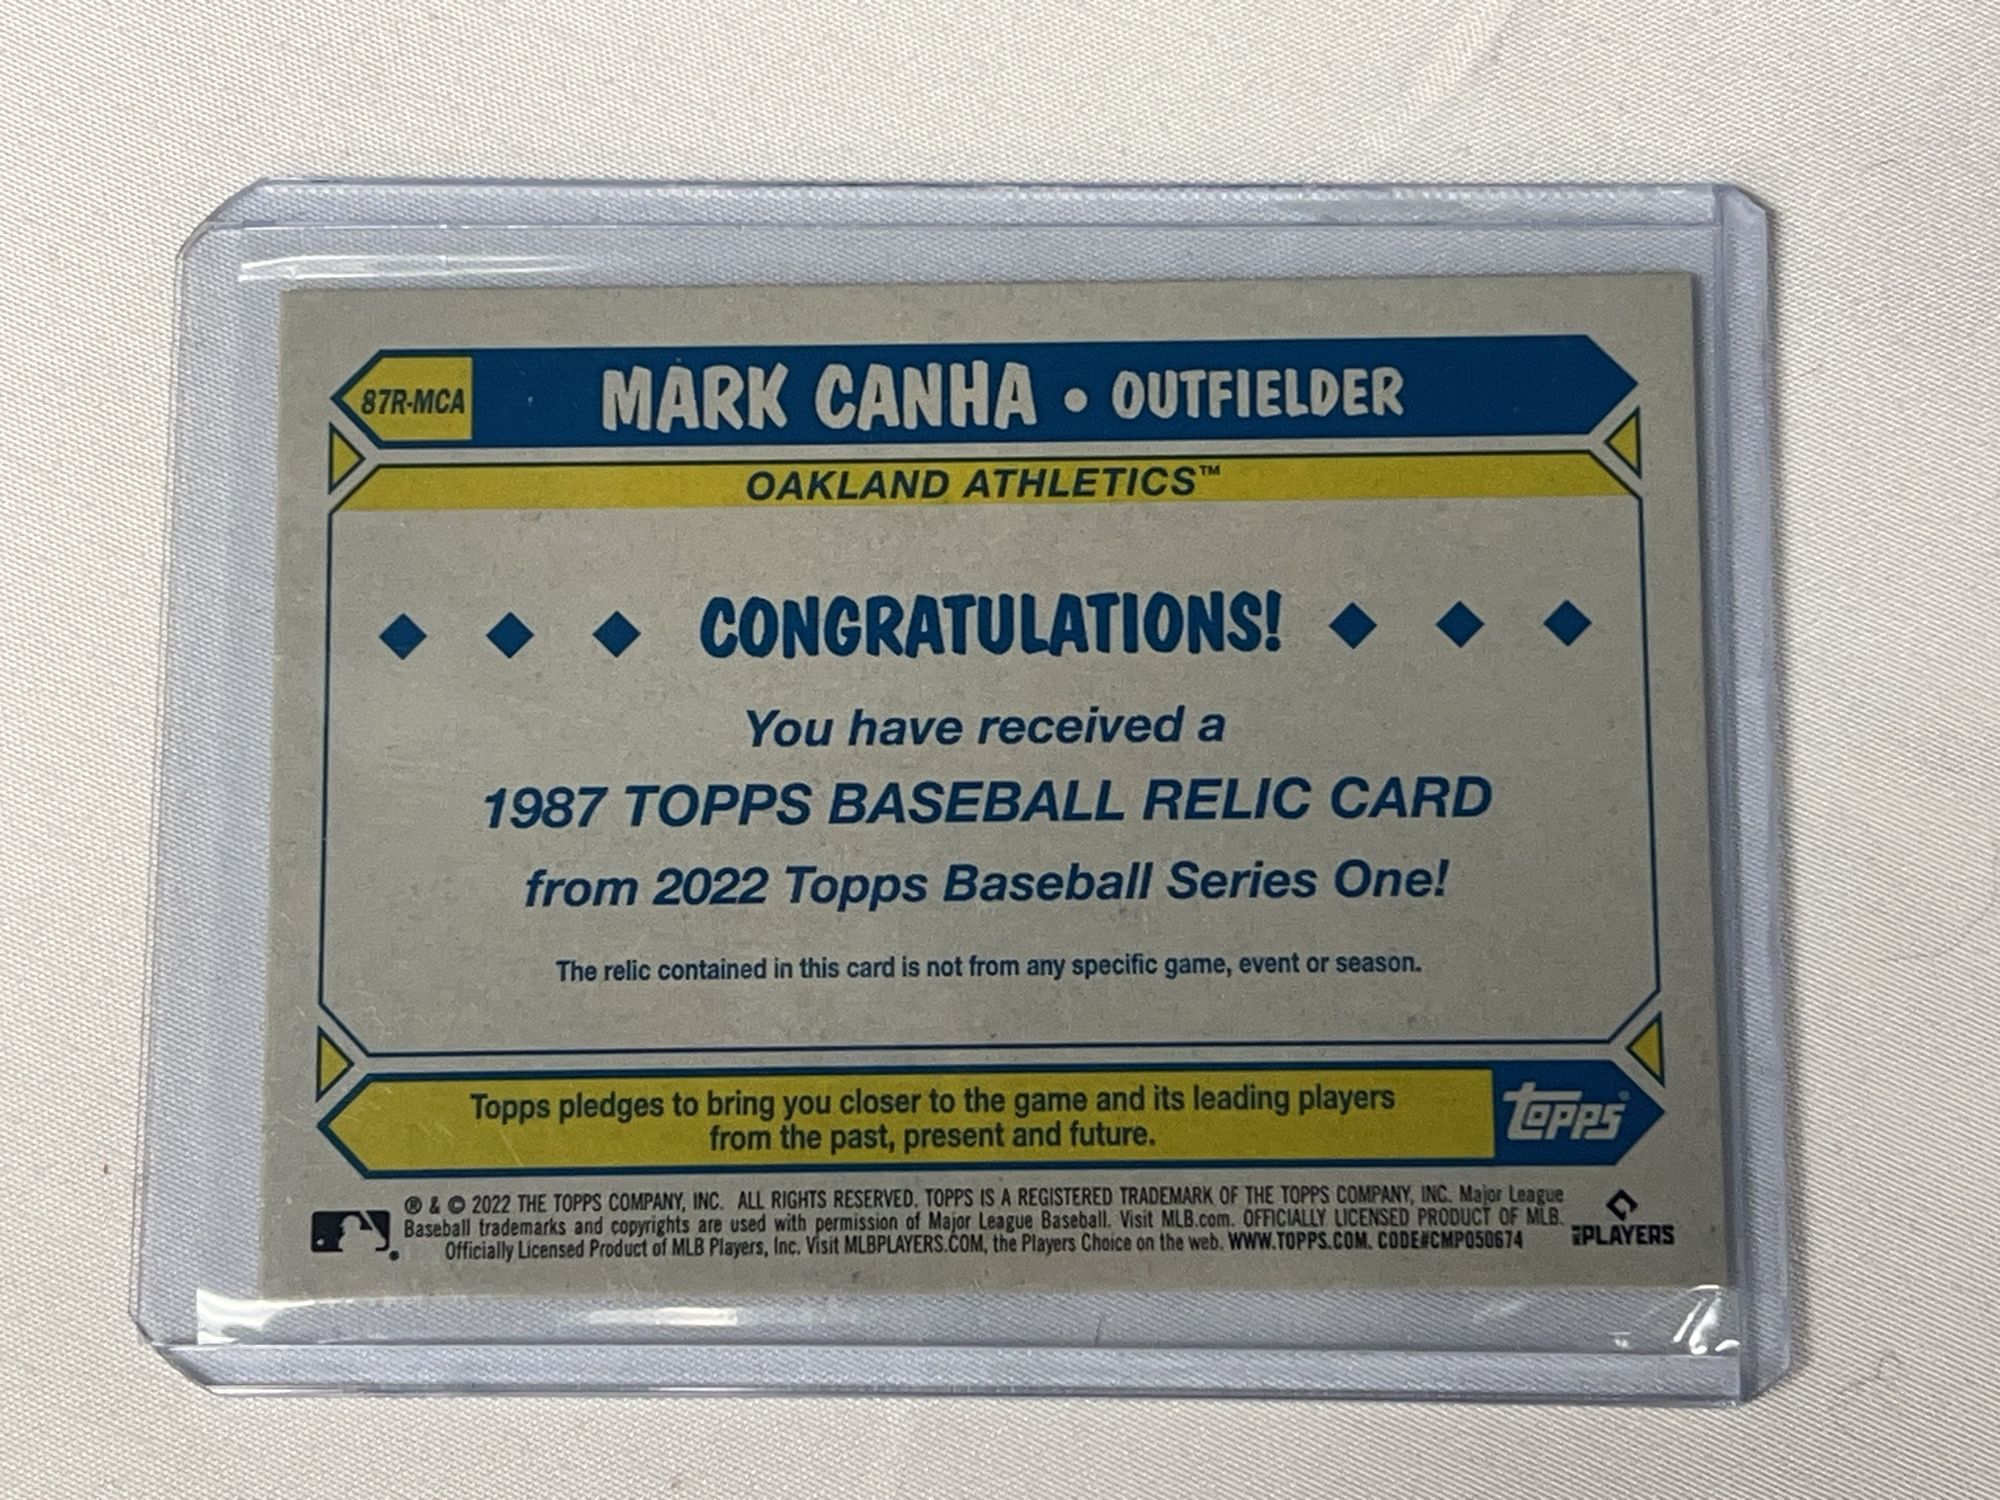 87R-MCA
MARK CANHA • OUTFIELDER
OAKLAND ATHLETICS™
CONGRATULATIONS!
You have received a
1987 TOPPS BASEBALL RELIC CARD
from 2022 Topps Baseball Series One!
The relic contained in this card is not from any specific game, event or season.
Topps pledges to bring you closer to the game and its leading players
from the past, present and future.
topps®
® & © 2022 THE TOPPS COMPANY, INC. ALL RIGHTS RESERVED. TOPPS IS A REGISTERED TRADEMARK OF THE TOPPS COMPANY, INC. Major League
Baseball trademarks and copyrights are used with permission of Major League Baseball. Visit MLB.com. OFFICIALLY LICENSED PRODUCT OF MLB.
Officially Licensed Product of MLB Players, Inc. Visit MLBPLAYERS.COM, the Players Choice on the web. WWW.TOPPS.COM. CODE#CMP050674
PLAYERS